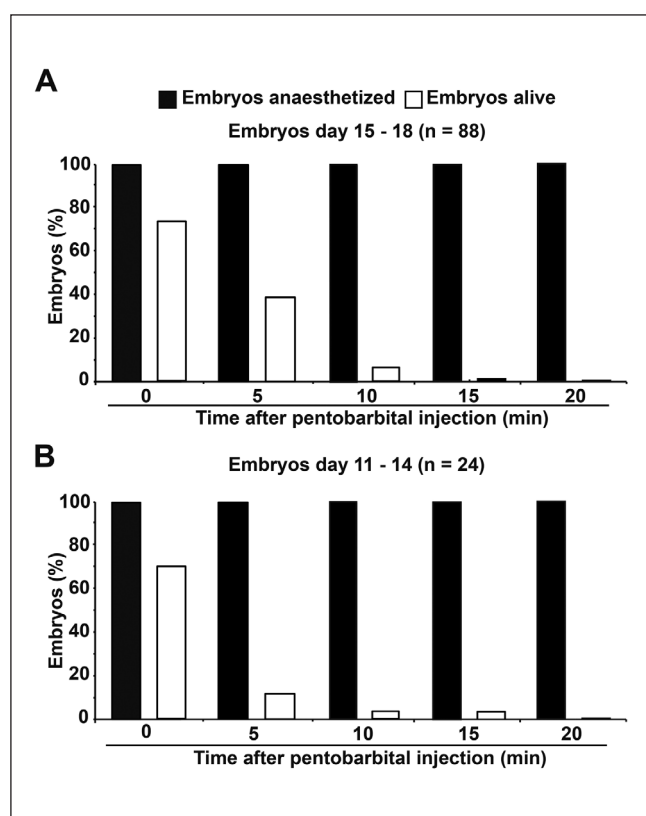 A
Embryos anaesthetized Embryos alive
Embryos day 15 - 18 (n = 88)
100
80
60
40
20
0
Embryos (%)
0 5 10 15 20
Time after pentobarbital injection (min)
B
Embryos day 11 - 14 (n = 24)
100
80
60
40
20
0
Embryos (%)
0 5 10 15 20
Time after pentobarbital injection (min)